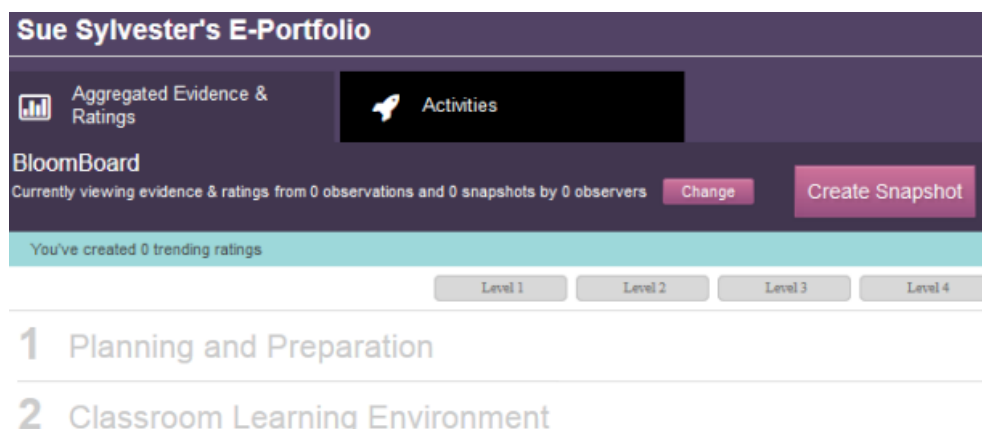 Sue Sylvester's E-Portfolio
Aggregated Evidence &
Ratings
Activities
BloomBoard
Currently viewing evidence & ratings from 0 observations and 0 snapshots by 0 observers
Change
Create Snapshot
You've created 0 trending ratings
Level 1 Level 2 Level 3 Level 4
1 Planning and Preparation
2 Classroom Learning Environment